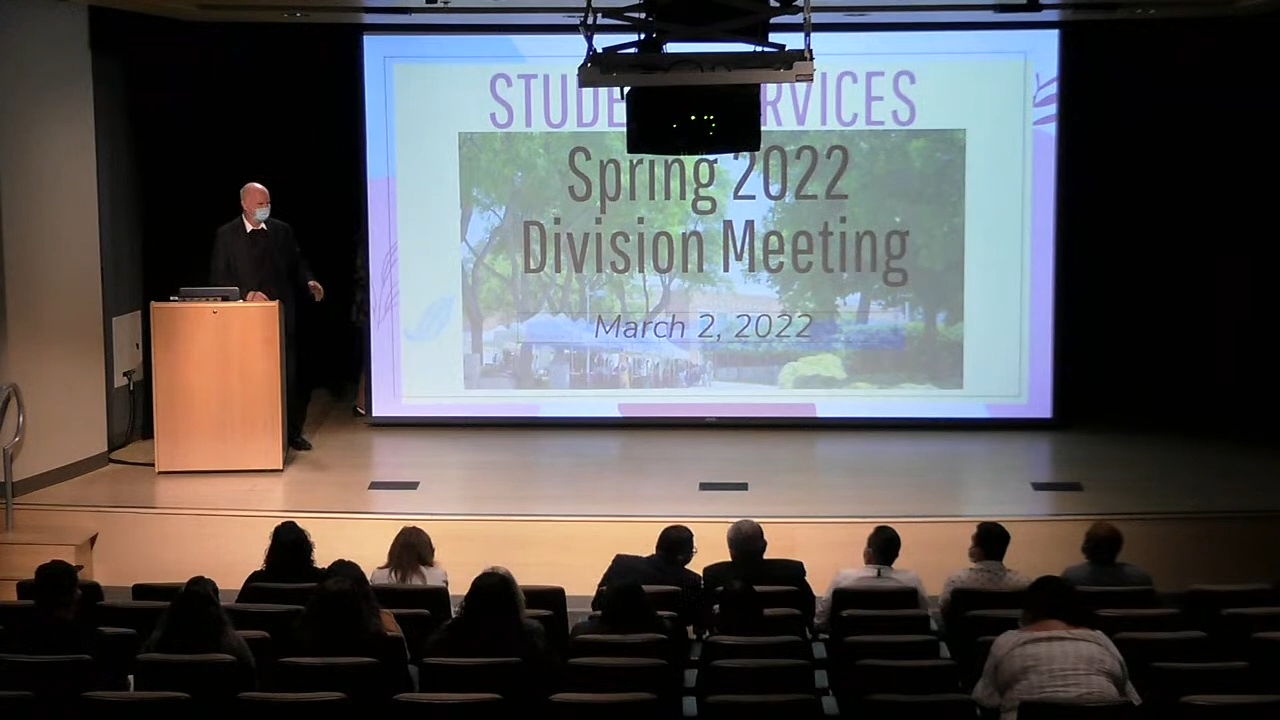 STUDE RVICES
Spring 2022
Division Meeting
March 2, 2022